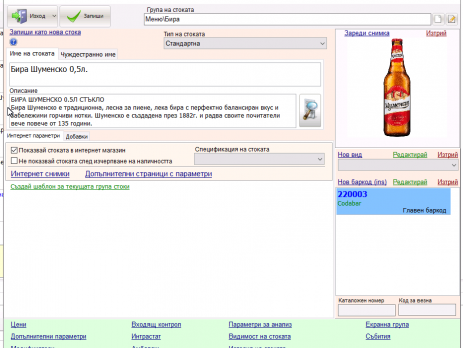 Изход
Запиши
Група на стоката
Меню\Бира
Запиши като нова стока
Тип на стоката
Стандартна
Зареди снимка
Изтрий
Име на стоката
Чуждестранно име
Бира Шуменско 0,5л.
Описание
БИРА ШУМЕНСКО 0.5Л СТЪКЛО
Бира Шуменско е традиционна, лесна за пиене, лека бира с перфектно балансиран вкус и
забележими горчиви нотки. Шуменско е създадена през 1882г. и радва своите почитатели
вече повече от 135 години.
Интернет параметри
Добавки
Показвай стоката в интернет магазин
Спецификация на стоката
Не показвай стоката след изчерпване на наличността
Интернет снимки
Допълнителни страници с параметри
Създай шаблон за текущата група стоки
Нов вид
Редактирай
Изтрий
Нов баркод (ins)
Редактирай
Изтрий
220003
Codabar
Главен баркод
Каталожен номер
Код за везна
Цени
Входящ контрол
Параметри за анализ
Екранна група
Допълнителни параметри
Интрастат
Видимост на стоката
Събития